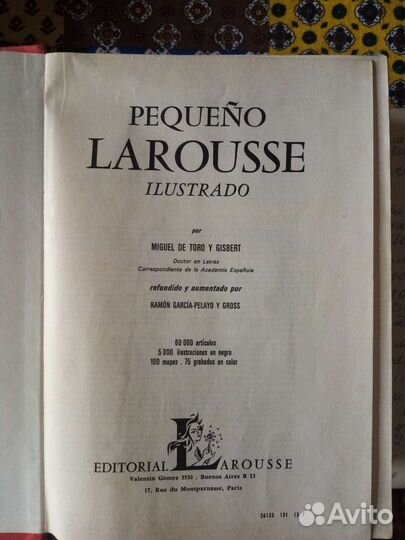 PEQUEÑO
LAROUSSE
ILUSTRADO
por
MIGUEL DE TORO Y GISBERT
Doctor en Letras
Correspondiente de la Academia Española
refundido y aumentado por
RAMÓN GARCÍA-PELAYO Y GROSS
60 000 artículos
5 000 ilustraciones en negro
100 mapas . 75 grabados en color
EDITORIAL LAROUSSE
Valentín Gómez 3530 . Buenos Aires R 13
17, Rue du Montparnasse, Paris
Avito